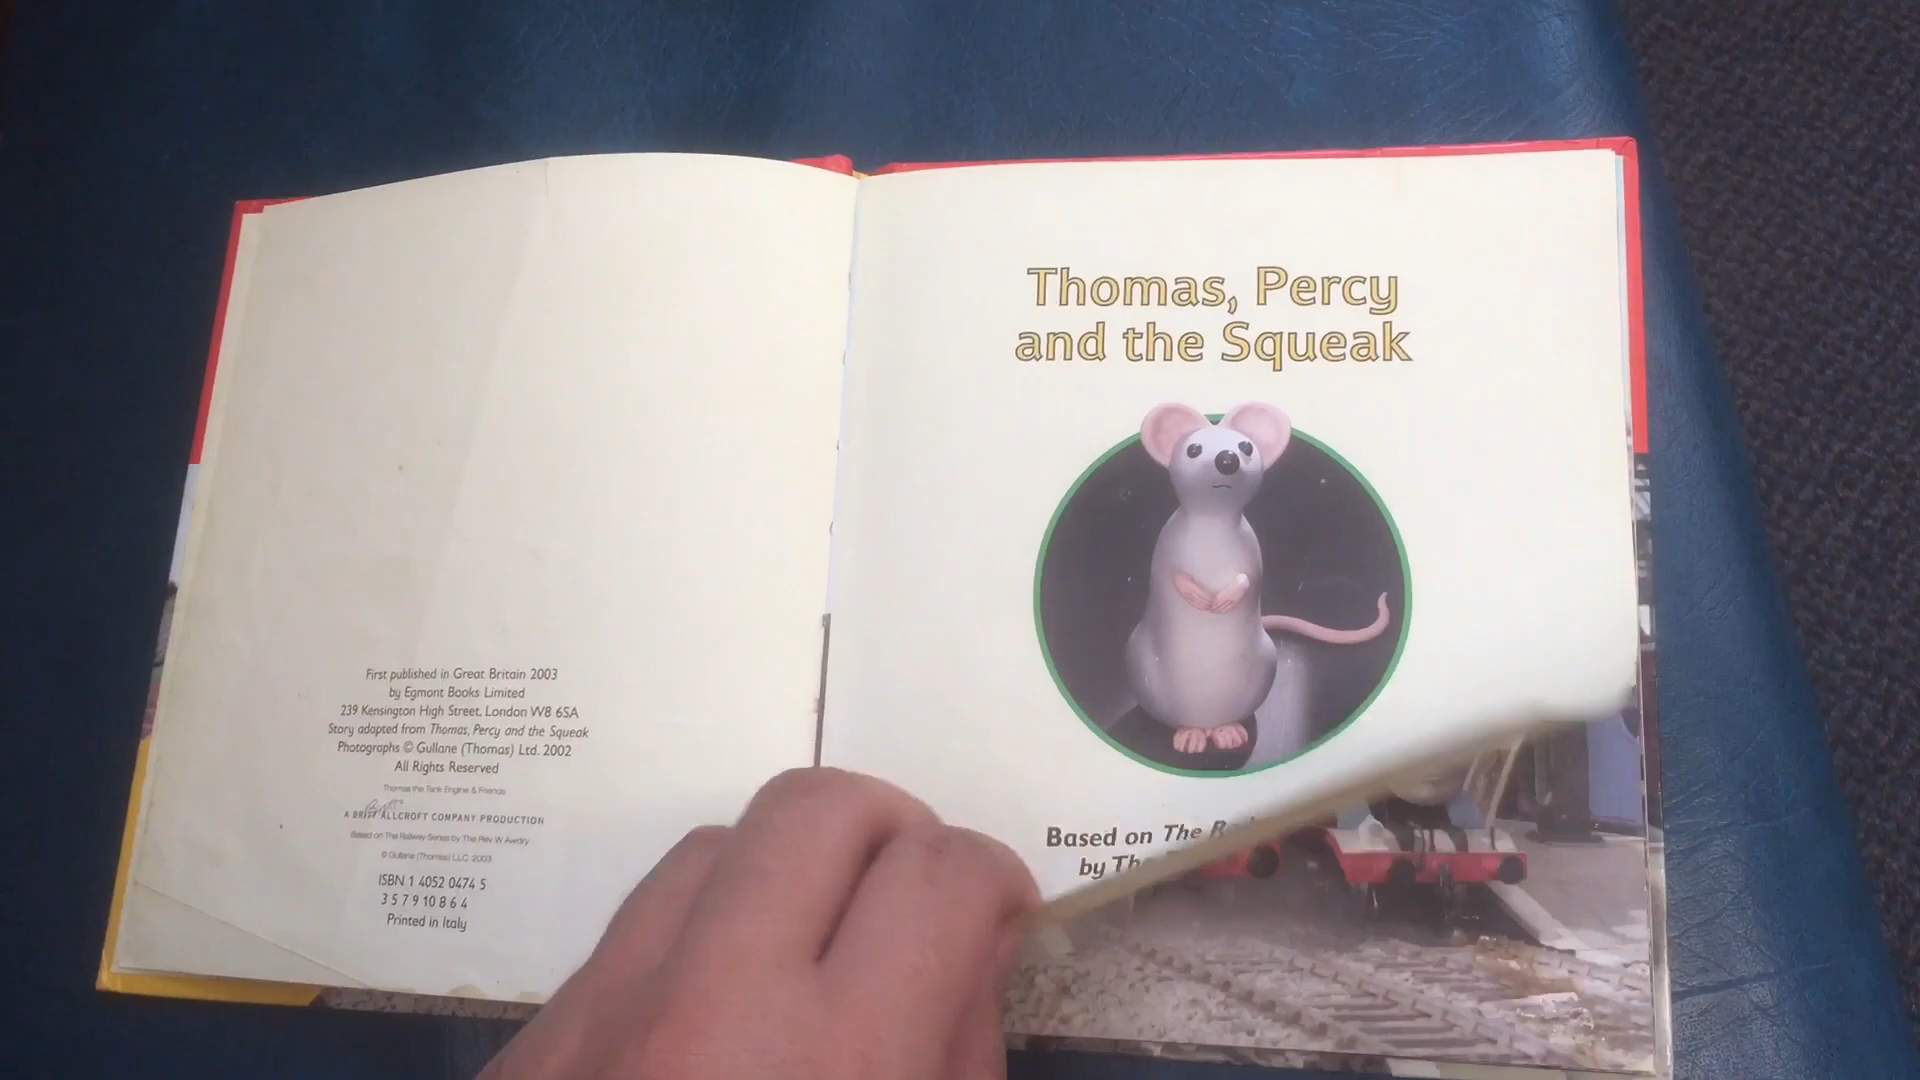 First published in Great Britain 2003
by Egmont Books Limited
239 Kensington High Street, London W8 6SA
Story adapted from Thomas, Percy and the Squeak
Photographs © Gullane (Thomas) Ltd. 2002
All Rights Reserved
Thomas the Tank Engine & Friends
A BRITT ALLCROFT COMPANY PRODUCTION
Based on The Railway Series by The Rev W Awdry
© Gullane (Thomas) LLC 2003
ISBN 1 4052 0474 5
3 5 7 9 10 8 6 4
Printed in Italy
Thomas, Percy
and the Squeak
Based on The
by